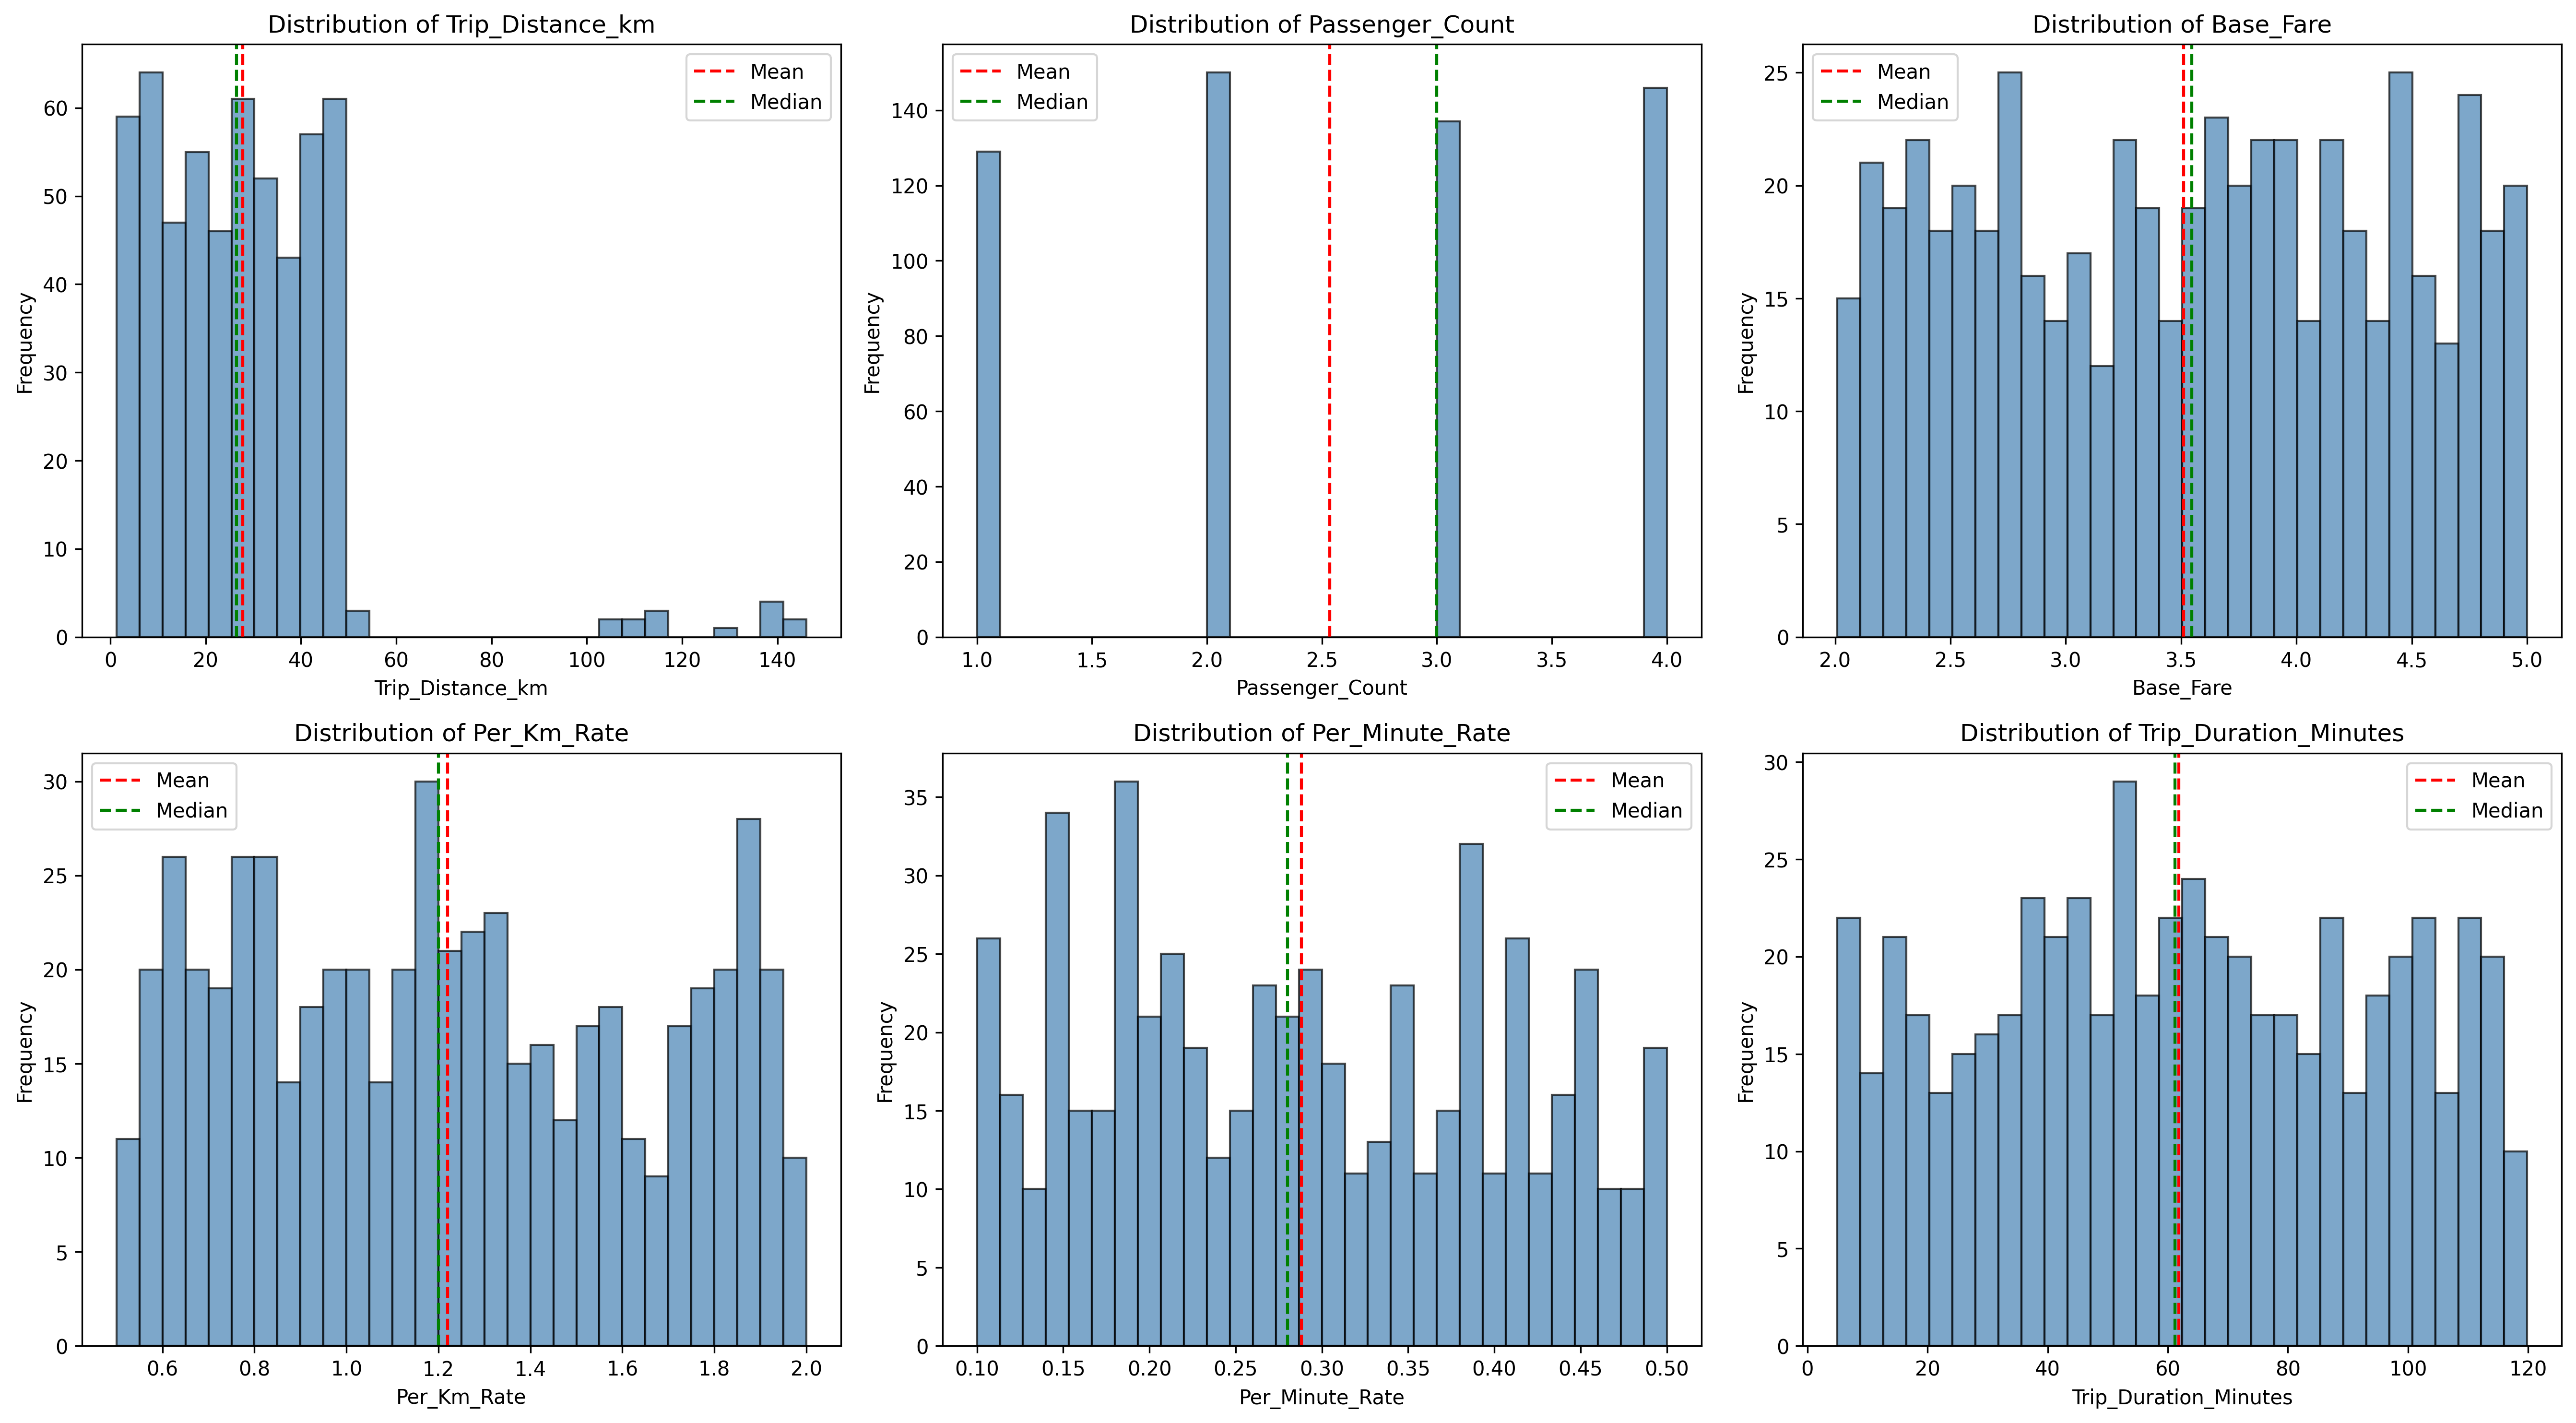 Distribution of Trip_Distance_km
Mean
Median
60
50
40
30
20
10
0
Frequency
0 20 40 60 80 100 120 140
Trip_Distance_km
Distribution of Passenger_Count
Mean
Median
140
120
100
80
60
40
20
0
Frequency
1.0 1.5 2.0 2.5 3.0 3.5 4.0
Passenger_Count
Distribution of Base_Fare
Mean
Median
25
20
15
10
5
0
Frequency
2.0 2.5 3.0 3.5 4.0 4.5 5.0
Base_Fare
Distribution of Per_Km_Rate
Mean
Median
30
25
20
15
10
5
0
Frequency
0.6 0.8 1.0 1.2 1.4 1.6 1.8 2.0
Per_Km_Rate
Distribution of Per_Minute_Rate
Mean
Median
35
30
25
20
15
10
5
0
Frequency
0.10 0.15 0.20 0.25 0.30 0.35 0.40 0.45 0.50
Per_Minute_Rate
Distribution of Trip_Duration_Minutes
Mean
Median
30
25
20
15
10
5
0
Frequency
0 20 40 60 80 100 120
Trip_Duration_Minutes